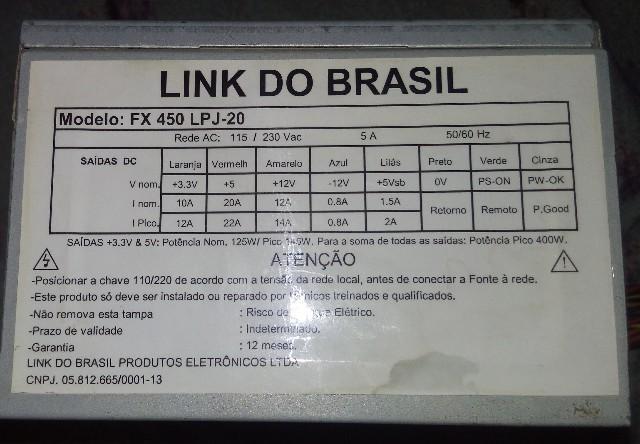 LINK DO BRASIL
Modelo: FX 450 LPJ-20
Rede AC: 115 / 230 Vac 5 A 50/60 Hz
SAÍDAS DC Laranja Vermelh Amarelo Azul Lilás Preto Verde Cinza
V nom. +3.3V +5 +12V -12V +5Vsb 0V PS-ON PW-OK
I nom. 10A 20A 12A 0.8A 1.5A Retorno Remoto P.Good
I Pico. 12A 22A 14A 0.8A 2A
SAÍDAS +3.3V & 5V: Potência Nom. 125W/ Pico 145W. Para a soma de todas as saídas: Potência Pico 400W.
ATENÇÃO
-Posicionar a chave 110/220 de acordo com a tensão da rede local, antes de conectar a Fonte à rede.
-Este produto só deve ser instalado ou reparado por técnicos treinados e qualificados.
-Não remova esta tampa : Risco de Elétrico.
-Prazo de validade : Indeterminado.
-Garantia : 12 meses.
LINK DO BRASIL PRODUTOS ELETRÔNICOS LTDA
CNPJ. 05.812.665/0001-13